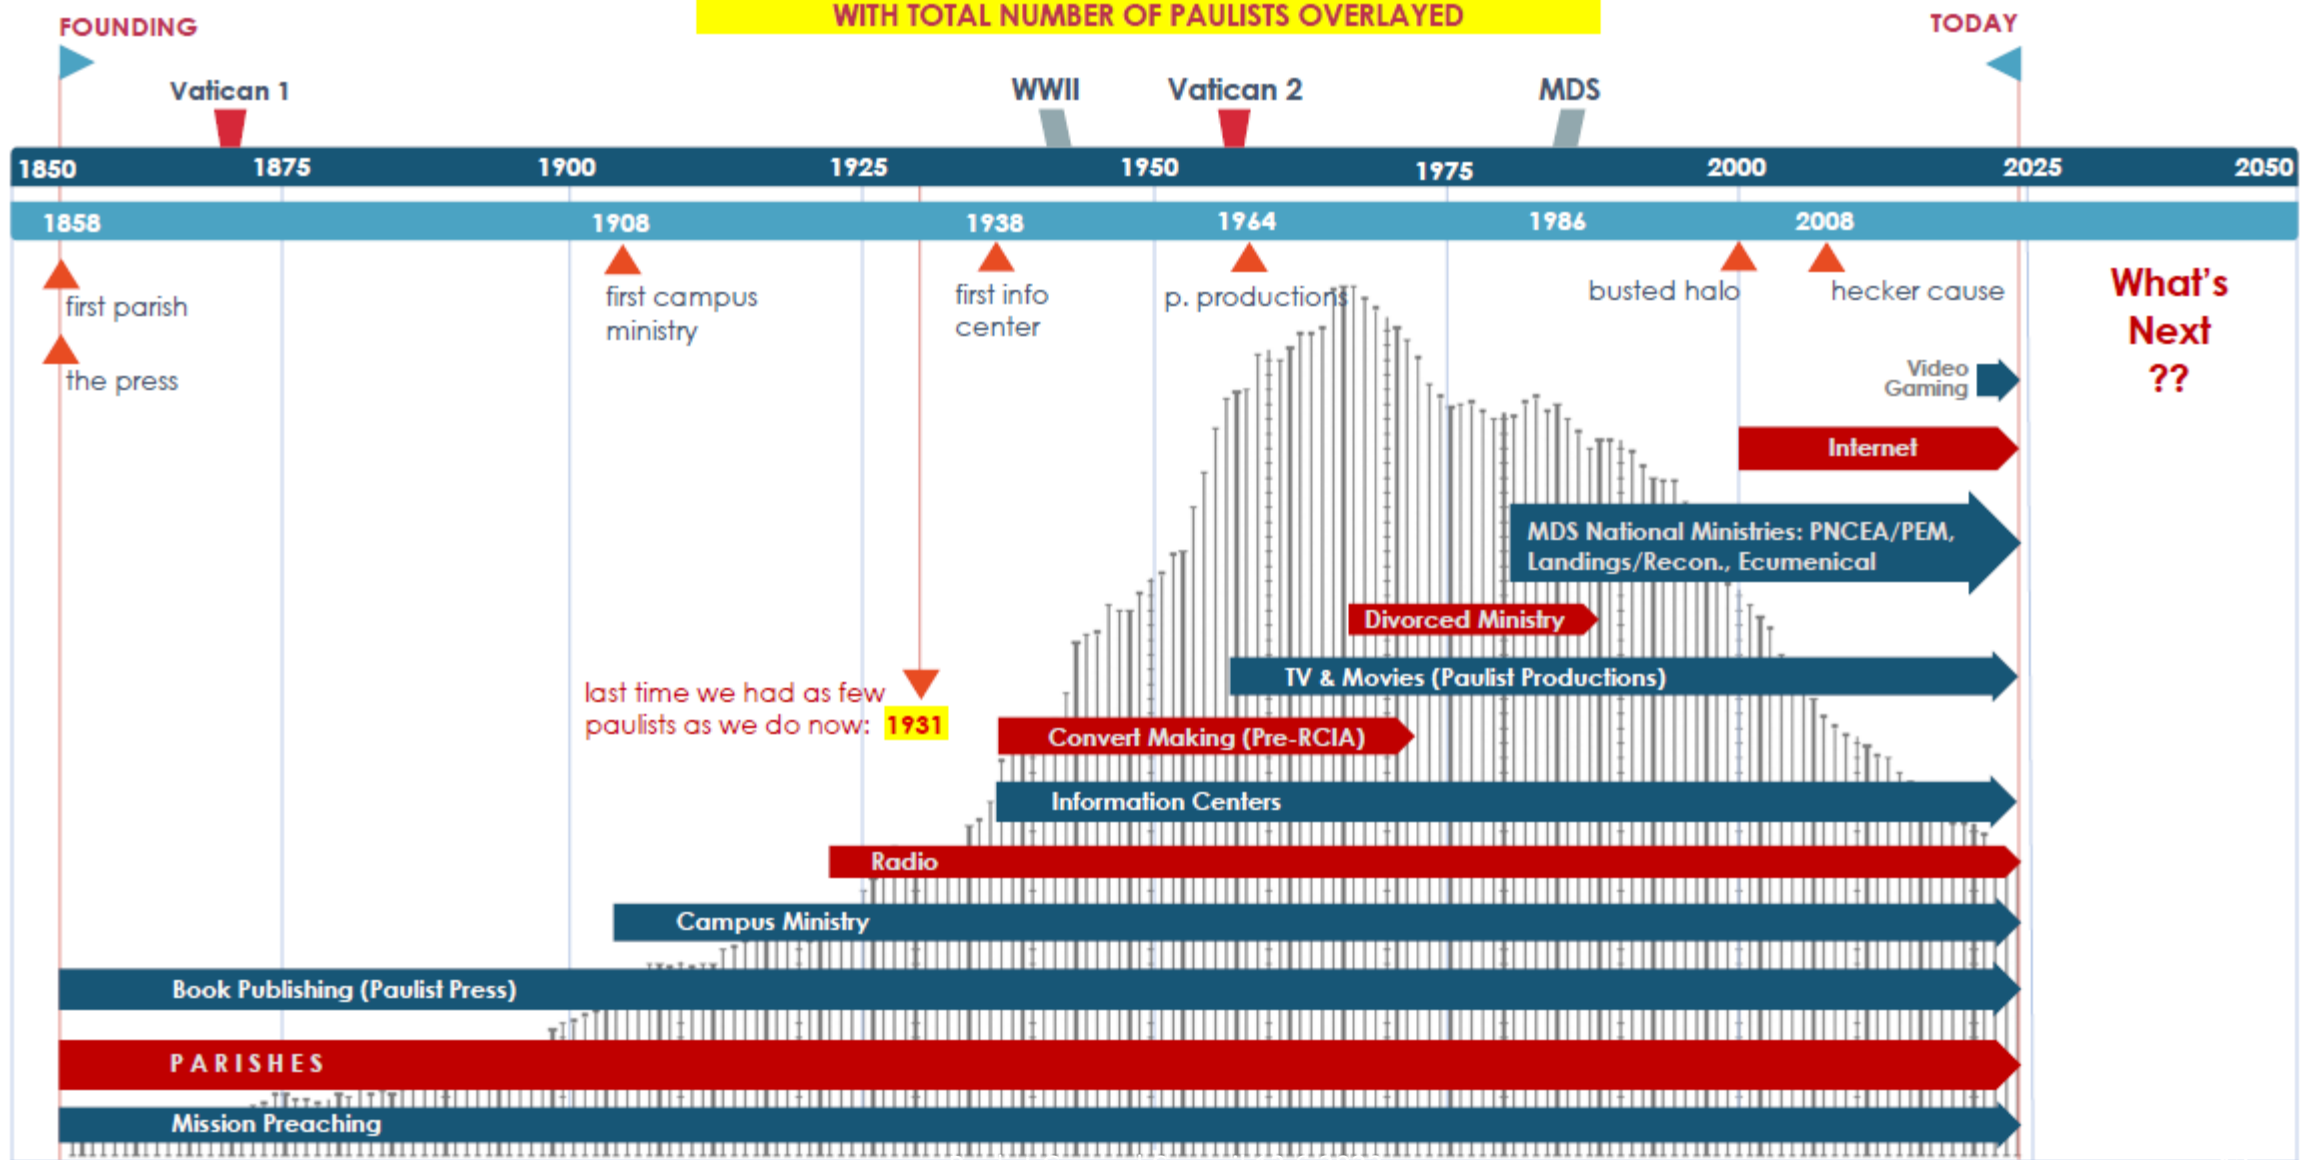 WITH TOTAL NUMBER OF PAULISTS OVERLAYED
FOUNDING
TODAY
Vatican 1
WWII
Vatican 2
MDS
1850 1875 1900 1925 1950 1975 2000 2025 2050
1858 1908 1938 1964 1986 2008
first parish
the press
first campus
ministry
first info
center
p. productions
busted halo
hecker cause
What's
Next
??
Video
Gaming
Internet
MDS National Ministries: PNCEA/PEM,
Landings/Recon., Ecumenical
Divorced Ministry
TV & Movies (Paulist Productions)
last time we had as few
paulists as we do now: 1931
Convert Making (Pre-RCIA)
Information Centers
Radio
Campus Ministry
Book Publishing (Paulist Press)
PARISHES
Mission Preaching